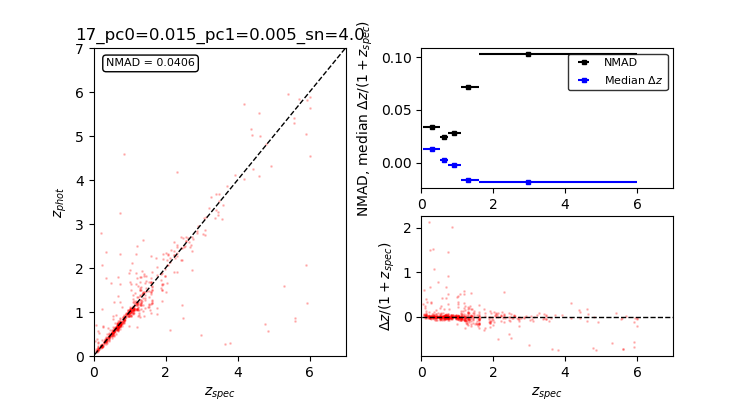 17_pc0=0.015_pc1=0.005_sn=4.0
NMAD = 0.0406
z_phot
7
6
5
4
3
2
1
0
0 2 4 6
z_spec
NMAD, median Δz/(1 + z_spec)
0.10
0.05
0.00
NMAD
Median Δz
0 2 4 6
Δz/(1 + z_spec)
2
1
0
0 2 4 6
z_spec